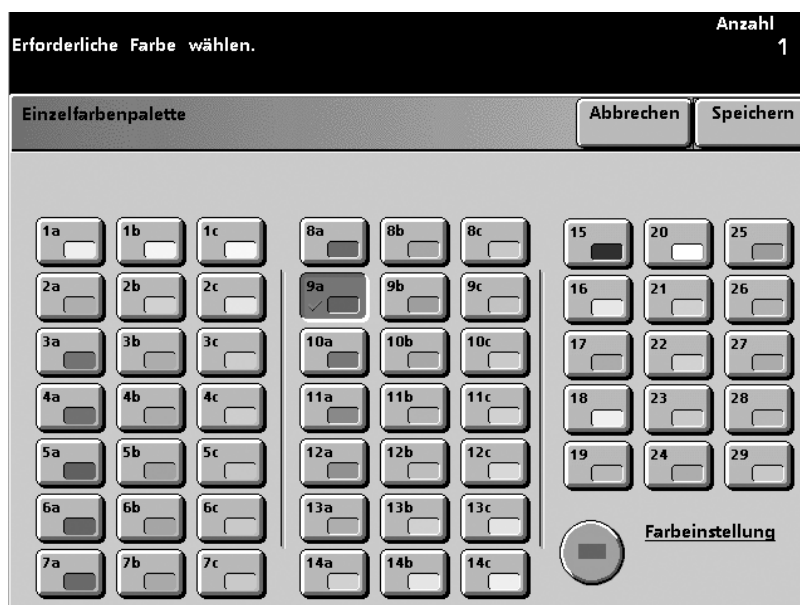 Anzahl
Erforderliche Farbe wählen. 1
Einzelfarbenpalette Abbrechen Speichern
1a 1b 1c 8a 8b 8c 15 20 25
2a 2b 2c 9a 9b 9c 16 21 26
3a 3b 3c 10a 10b 10c 17 22 27
4a 4b 4c 11a 11b 11c 18 23 28
5a 5b 5c 12a 12b 12c 19 24 29
6a 6b 6c 13a 13b 13c Farbeinstellung
7a 7b 7c 14a 14b 14c